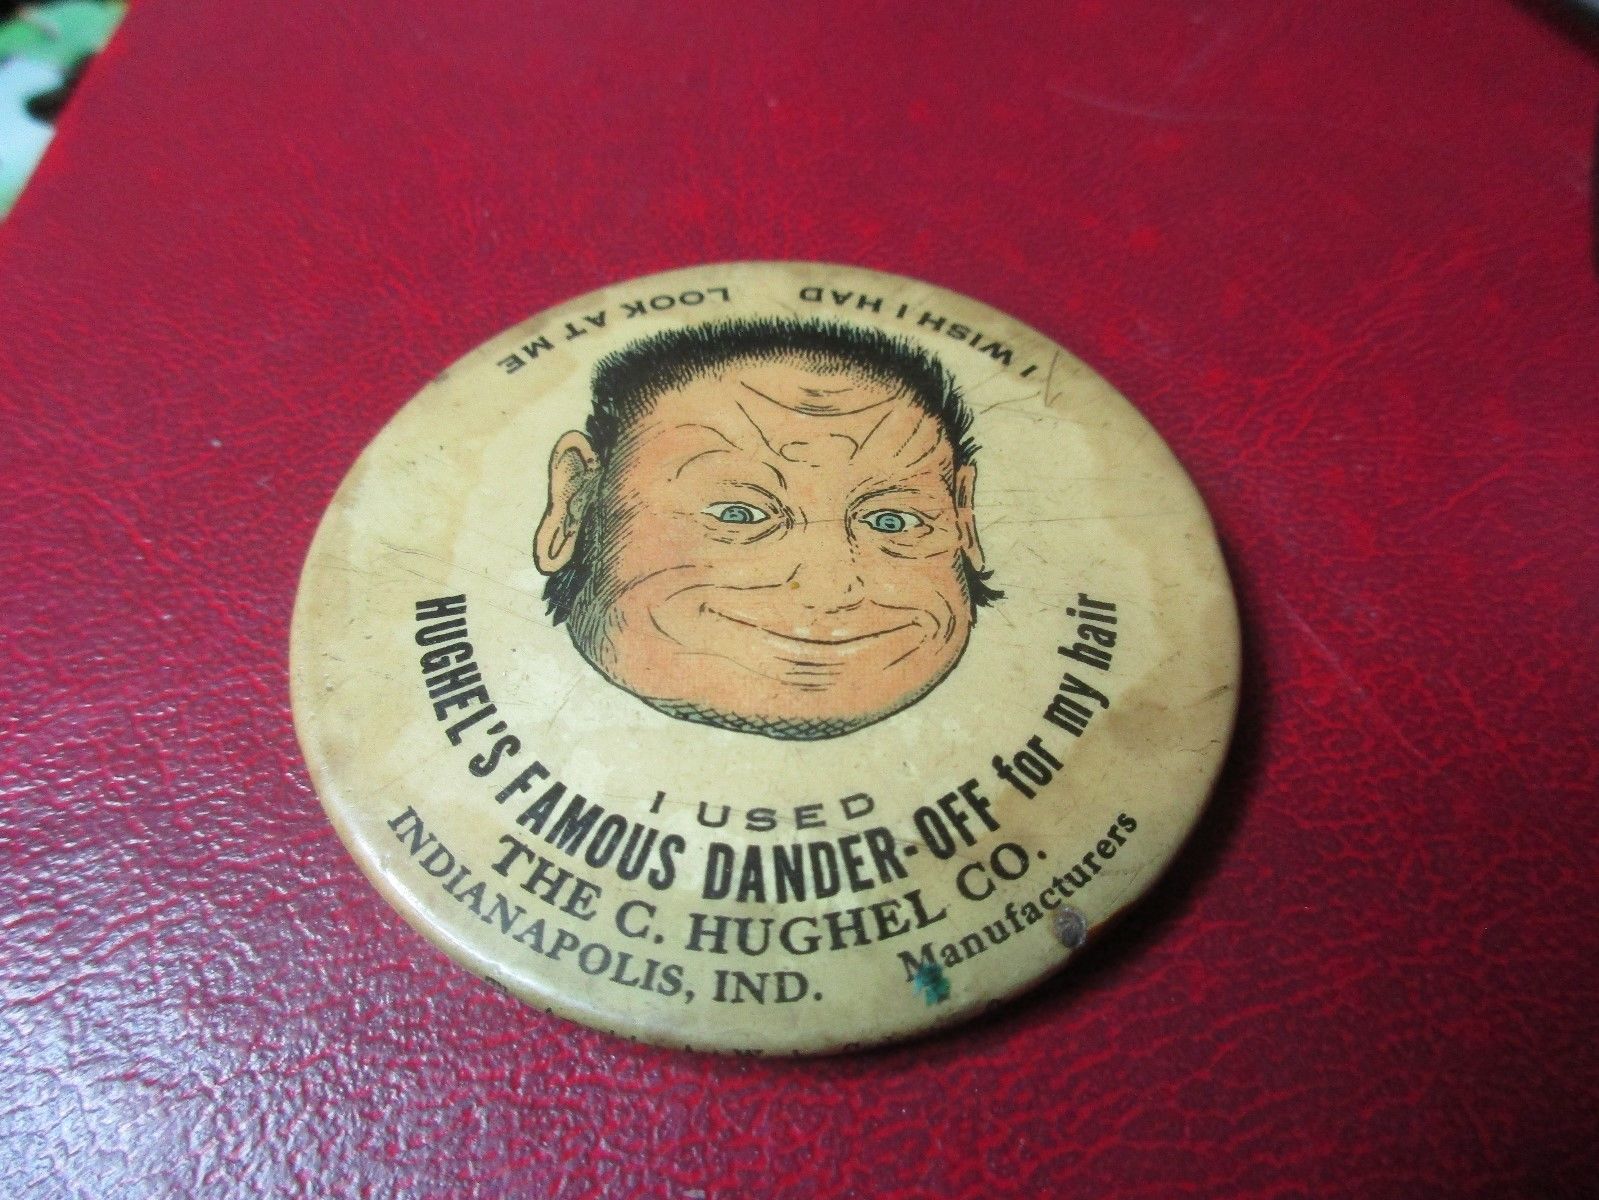 LOOK AT ME
I WISH I HAD
I USED
HUGHEL'S FAMOUS DANDER-OFF for my hair
THE C. HUGHEL CO.
INDIANAPOLIS, IND. Manufacturers